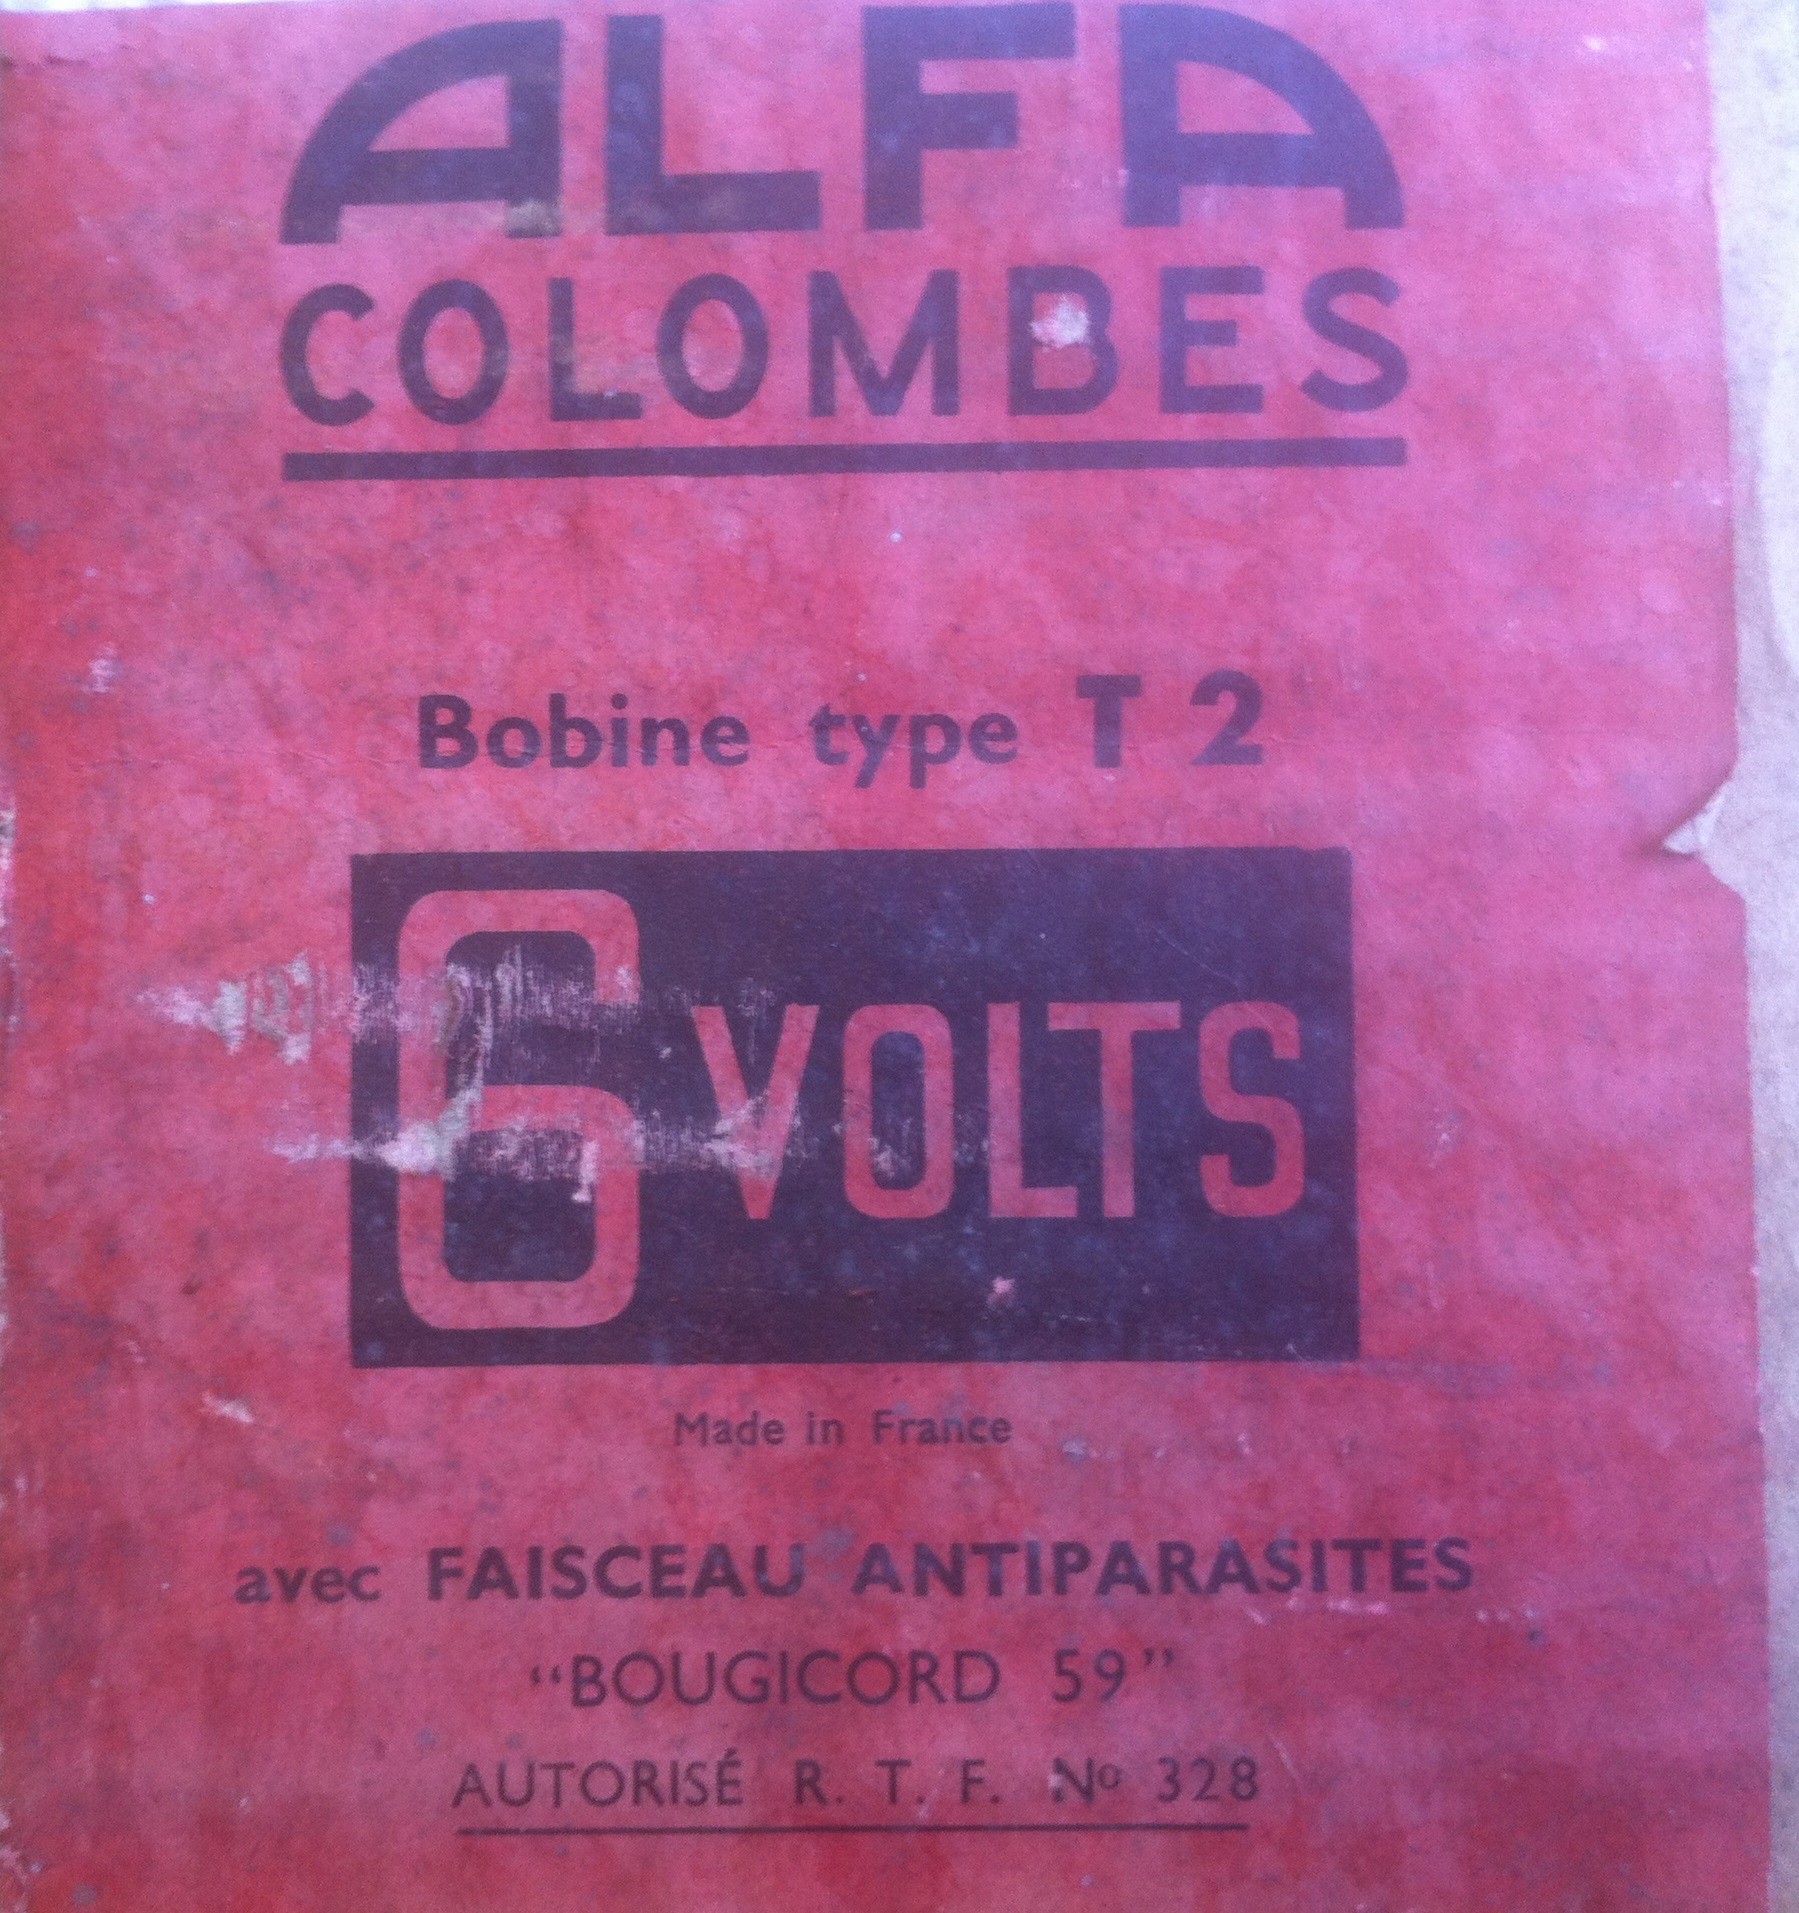 ALFA
COLOMBES
Bobine type T 2
6 VOLTS
Made in France
avec FAISCEAU ANTIPARASITES
“BOUGICORD 59”
AUTORISÉ R. T. F. Nº 328